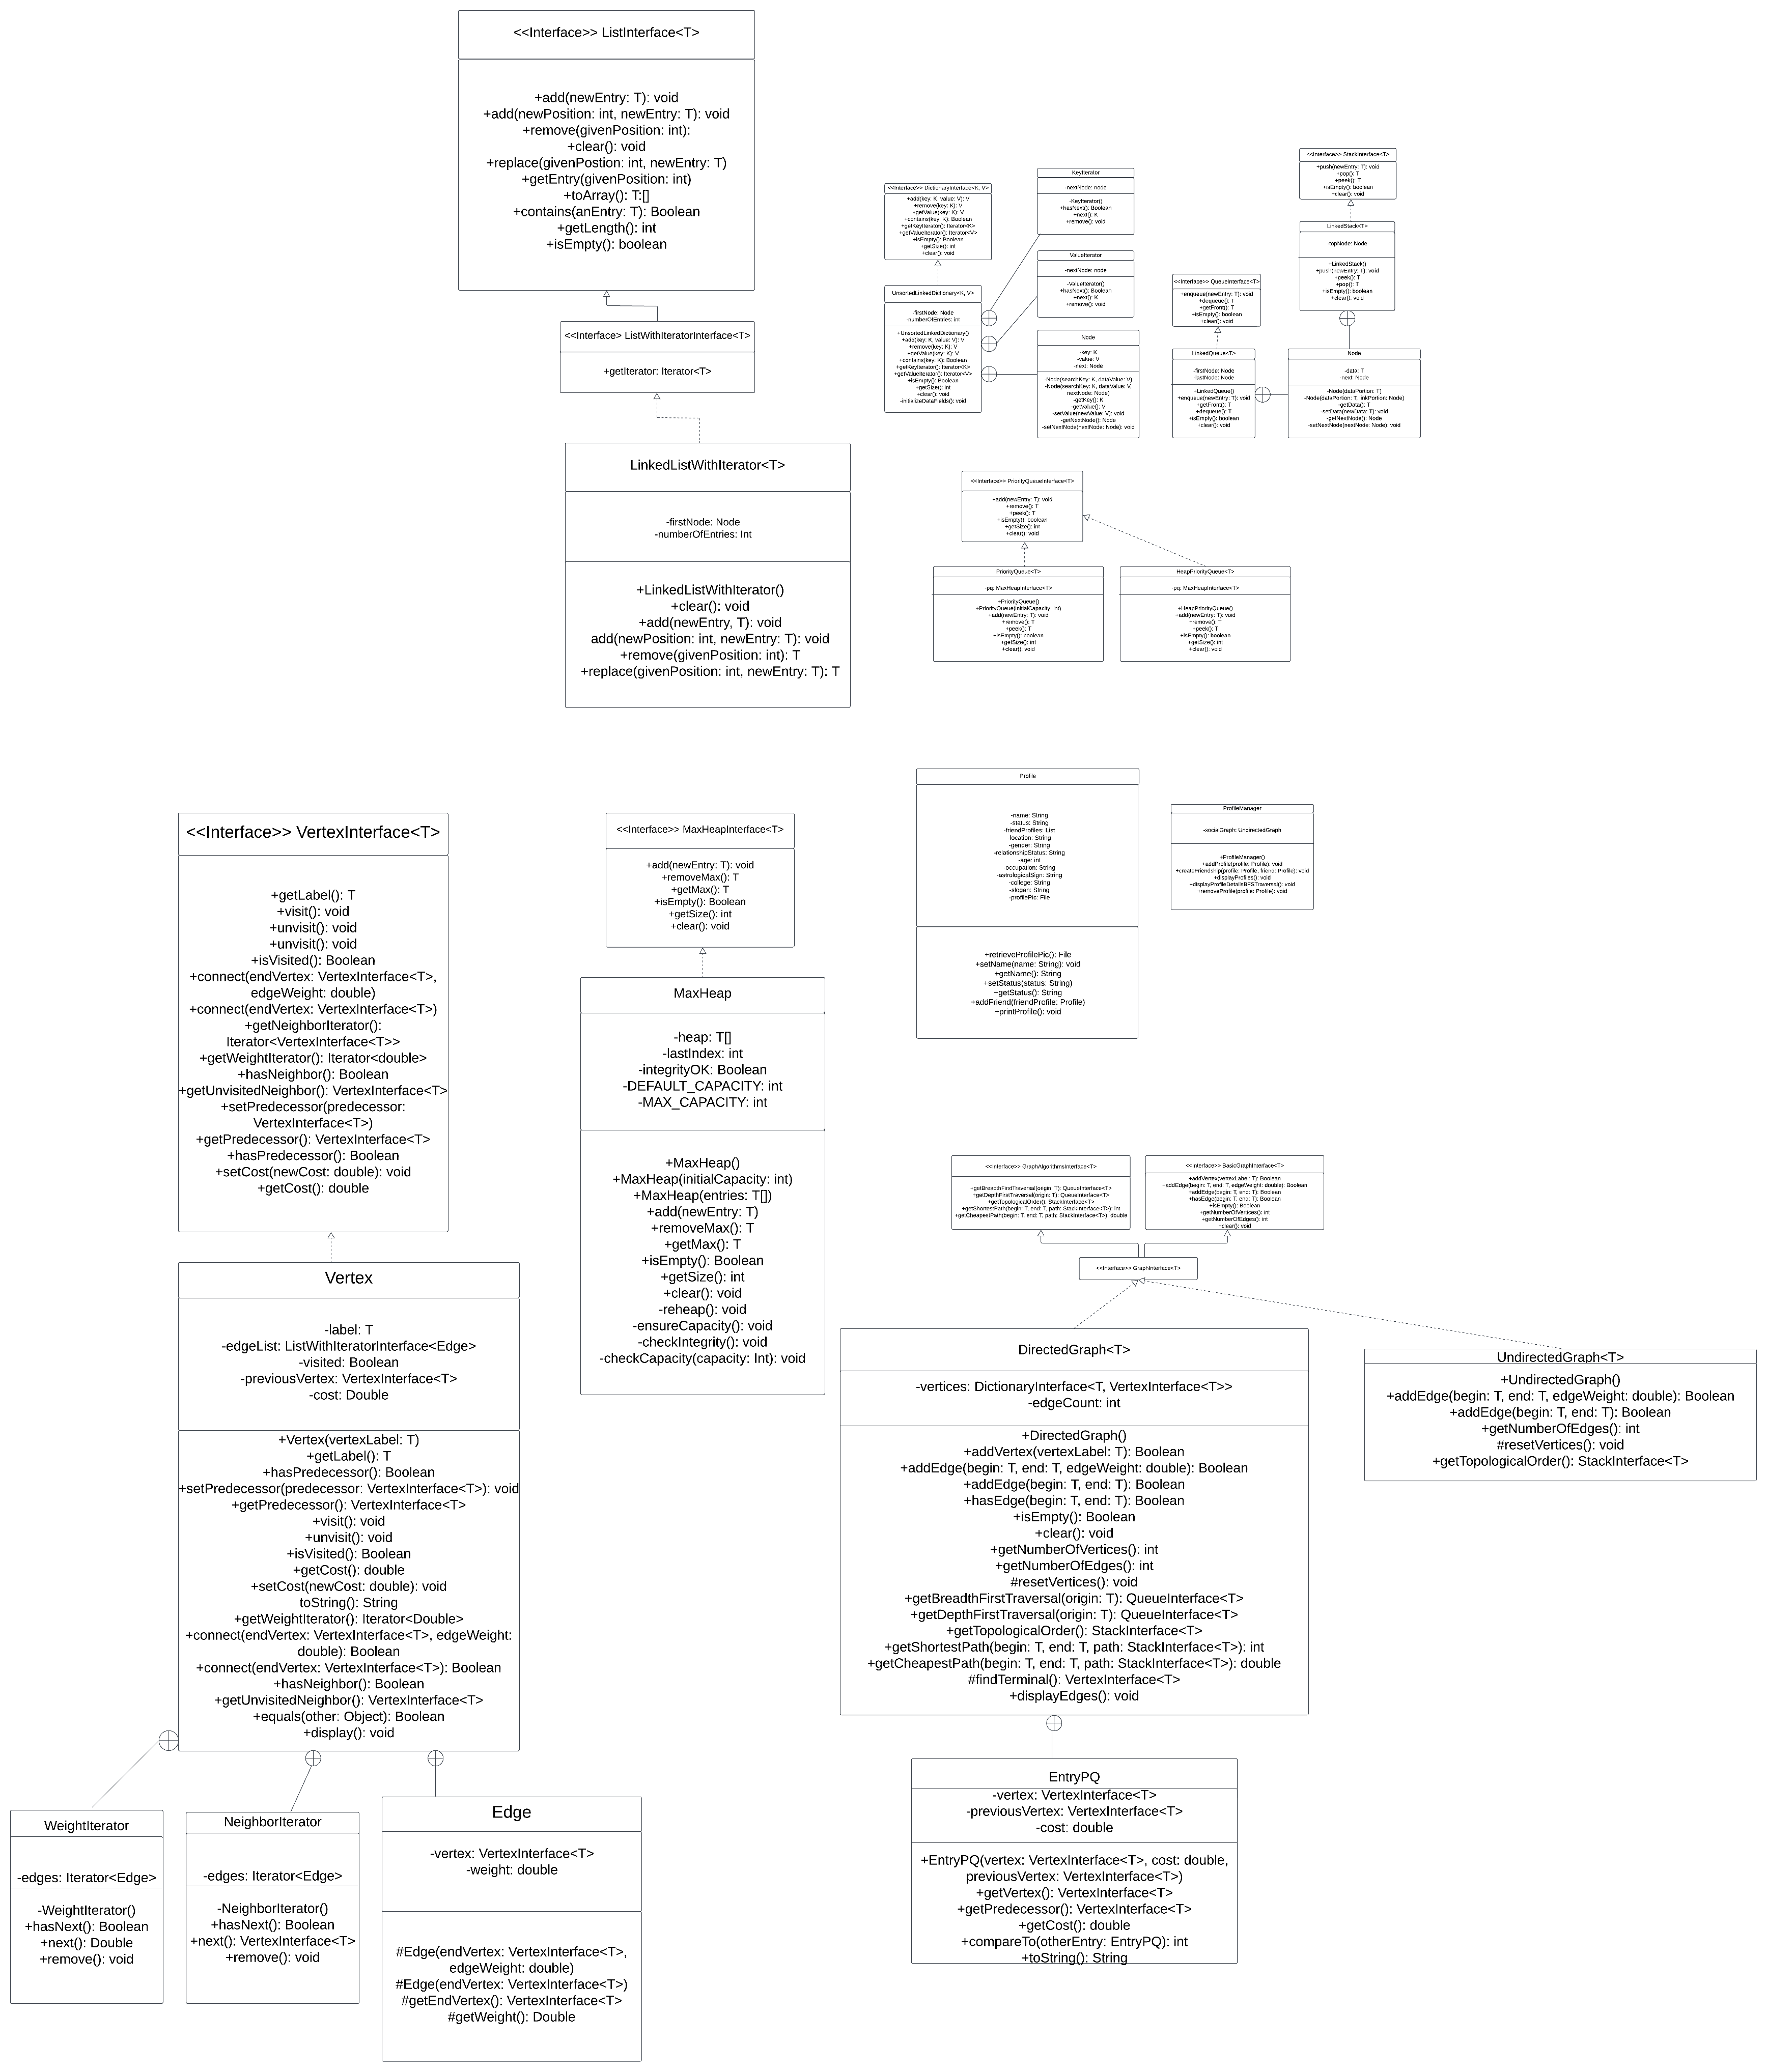 <<Interface>> ListInterface<T>
+add(newEntry: T): void
+add(newPosition: int, newEntry: T): void
+remove(givenPosition: int):
+clear(): void
+replace(givenPostion: int, newEntry: T)
+getEntry(givenPosition: int)
+toArray(): T:[]
+contains(anEntry: T): Boolean
+getLength(): int
+isEmpty(): boolean
<<Interface> ListWithIteratorInterface<T>
+getIterator: Iterator<T>
LinkedListWithIterator<T>
-firstNode: Node
-numberOfEntries: Int
+LinkedListWithIterator()
+clear(): void
+add(newEntry, T): void
add(newPosition: int, newEntry: T): void
+remove(givenPosition: int): T
+replace(givenPosition: int, newEntry: T): T
<<Interface>> DictionaryInterface<K, V>
+add(key: K, value: V): V
+remove(key: K): V
+getValue(key: K): V
+contains(key: K): Boolean
+getKeyIterator(): Iterator<K>
+getValueIterator(): Iterator<V>
+isEmpty(): Boolean
+getSize(): int
+clear(): void
UnsortedLinkedDictionary<K, V>
-firstNode: Node
-numberOfEntries: int
+UnsortedLinkedDictionary()
+add(key: K, value: V): V
+remove(key: K): V
+getValue(key: K): V
+contains(key: K): Boolean
+getKeyIterator(): Iterator<K>
+getValueIterator(): Iterator<V>
+isEmpty(): Boolean
+getSize(): int
+clear(): void
-initializeDataFields(): void
KeyIterator
-nextNode: node
-KeyIterator()
+hasNext(): Boolean
+next(): K
+remove(): void
ValueIterator
-nextNode: node
-ValueIterator()
+hasNext(): Boolean
+next(): K
+remove(): void
Node
-key: K
-value: V
-next: Node
-Node(searchKey: K, dataValue: V)
-Node(searchKey: K, dataValue: V,
nextNode: Node)
-getKey(): K
-getValue(): V
-setValue(newValue: V): void
-getNextNode(): Node
-setNextNode(nextNode: Node): void
<<Interface>> StackInterface<T>
+push(newEntry: T): void
+pop(): T
+peek(): T
+isEmpty(): boolean
+clear(): void
LinkedStack<T>
-topNode: Node
+LinkedStack()
+push(newEntry: T): void
+peek(): T
+pop(): T
+isEmpty(): boolean
+clear(): void
<<Interface>> QueueInterface<T>
+enqueue(newEntry: T): void
+dequeue(): T
+getFront(): T
+isEmpty(): boolean
+clear(): void
LinkedQueue<T>
-firstNode: Node
-lastNode: Node
+LinkedQueue()
+enqueue(newEntry: T): void
+getFront(): T
+dequeue(): T
+isEmpty(): boolean
+clear(): void
Node
-data: T
-next: Node
-Node(dataPortion: T)
-Node(dataPortion: T, linkPortion: Node)
-getData(): T
-setData(newData: T): void
-getNextNode(): Node
-setNextNode(nextNode: Node): void
<<Interface>> PriorityQueueInterface<T>
+add(newEntry: T): void
+remove(): T
+peek(): T
+isEmpty(): boolean
+getSize(): int
+clear(): void
PriorityQueue<T>
-pq: MaxHeapInterface<T>
+PriorityQueue()
+PriorityQueue(initialCapacity: int)
+add(newEntry: T): void
+remove(): T
+peek(): T
+isEmpty(): boolean
+getSize(): int
+clear(): void
HeapPriorityQueue<T>
-pq: MaxHeapInterface<T>
+HeapPriorityQueue()
+add(newEntry: T): void
+remove(): T
+peek(): T
+isEmpty(): boolean
+getSize(): int
+clear(): void
<<Interface>> VertexInterface<T>
+getLabel(): T
+visit(): void
+unvisit(): void
+unvisit(): void
+isVisited(): Boolean
+connect(endVertex: VertexInterface<T>,
edgeWeight: double)
+connect(endVertex: VertexInterface<T>)
+getNeighborIterator():
Iterator<VertexInterface<T>>
+getWeightIterator(): Iterator<double>
+hasNeighbor(): Boolean
+getUnvisitedNeighbor(): VertexInterface<T>
+setPredecessor(predecessor:
VertexInterface<T>)
+getPredecessor(): VertexInterface<T>
+hasPredecessor(): Boolean
+setCost(newCost: double): void
+getCost(): double
Vertex
-label: T
-edgeList: ListWithIteratorInterface<Edge>
-visited: Boolean
-previousVertex: VertexInterface<T>
-cost: Double
+Vertex(vertexLabel: T)
+getLabel(): T
+hasPredecessor(): Boolean
+setPredecessor(predecessor: VertexInterface<T>): void
+getPredecessor(): VertexInterface<T>
+visit(): void
+unvisit(): void
+isVisited(): Boolean
+getCost(): double
+setCost(newCost: double): void
toString(): String
+getWeightIterator(): Iterator<Double>
+connect(endVertex: VertexInterface<T>, edgeWeight:
double): Boolean
+connect(endVertex: VertexInterface<T>): Boolean
+hasNeighbor(): Boolean
+getUnvisitedNeighbor(): VertexInterface<T>
+equals(other: Object): Boolean
+display(): void
WeightIterator
-edges: Iterator<Edge>
-WeightIterator()
+hasNext(): Boolean
+next(): Double
+remove(): void
NeighborIterator
-edges: Iterator<Edge>
-NeighborIterator()
+hasNext(): Boolean
+next(): VertexInterface<T>
+remove(): void
Edge
-vertex: VertexInterface<T>
-weight: double
#Edge(endVertex: VertexInterface<T>,
edgeWeight: double)
#Edge(endVertex: VertexInterface<T>)
#getEndVertex(): VertexInterface<T>
#getWeight(): Double
<<Interface>> MaxHeapInterface<T>
+add(newEntry: T): void
+removeMax(): T
+getMax(): T
+isEmpty(): Boolean
+getSize(): int
+clear(): void
MaxHeap
-heap: T[]
-lastIndex: int
-integrityOK: Boolean
-DEFAULT_CAPACITY: int
-MAX_CAPACITY: int
+MaxHeap()
+MaxHeap(initialCapacity: int)
+MaxHeap(entries: T[])
+add(newEntry: T)
+removeMax(): T
+getMax(): T
+isEmpty(): Boolean
+getSize(): int
+clear(): void
-reheap(): void
-ensureCapacity(): void
-checkIntegrity(): void
-checkCapacity(capacity: Int): void
Profile
-name: String
-status: String
-friendProfiles: List
-location: String
-gender: String
-relationshipStatus: String
-age: int
-occupation: String
-astrologicalSign: String
-college: String
-slogan: String
-profilePic: File
+retrieveProfilePic(): File
+setName(name: String): void
+getName(): String
+setStatus(status: String)
+getStatus(): String
+addFriend(friendProfile: Profile)
+printProfile(): void
ProfileManager
-socialGraph: UndirectedGraph
+ProfileManager()
+addProfile(profile: Profile): void
+createFriendship(profile: Profile, friend: Profile): void
+displayProfiles(): void
+displayProfileDetailsBFSTraversal(): void
+removeProfile(profile: Profile): void
<<Interface>> GraphAlgorithmsInterface<T>
+getBreadthFirstTraversal(origin: T): QueueInterface<T>
+getDepthFirstTraversal(origin: T): QueueInterface<T>
+getTopologicalOrder(): StackInterface<T>
+getShortestPath(begin: T, end: T, path: StackInterface<T>): int
+getCheapestPath(begin: T, end: T, path: StackInterface<T>): double
<<Interface>> BasicGraphInterface<T>
+addVertex(vertexLabel: T): Boolean
+addEdge(begin: T, end: T, edgeWeight: double): Boolean
+addEdge(begin: T, end: T): Boolean
+hasEdge(begin: T, end: T): Boolean
+isEmpty(): Boolean
+getNumberOfVertices(): int
+getNumberOfEdges(): int
+clear(): void
<<Interface>> GraphInterface<T>
DirectedGraph<T>
-vertices: DictionaryInterface<T, VertexInterface<T>>
-edgeCount: int
+DirectedGraph()
+addVertex(vertexLabel: T): Boolean
+addEdge(begin: T, end: T, edgeWeight: double): Boolean
+addEdge(begin: T, end: T): Boolean
+hasEdge(begin: T, end: T): Boolean
+isEmpty(): Boolean
+clear(): void
+getNumberOfVertices(): int
+getNumberOfEdges(): int
#resetVertices(): void
+getBreadthFirstTraversal(origin: T): QueueInterface<T>
+getDepthFirstTraversal(origin: T): QueueInterface<T>
+getTopologicalOrder(): StackInterface<T>
+getShortestPath(begin: T, end: T, path: StackInterface<T>): int
+getCheapestPath(begin: T, end: T, path: StackInterface<T>): double
#findTerminal(): VertexInterface<T>
+displayEdges(): void
UndirectedGraph<T>
+UndirectedGraph()
+addEdge(begin: T, end: T, edgeWeight: double): Boolean
+addEdge(begin: T, end: T): Boolean
+getNumberOfEdges(): int
#resetVertices(): void
+getTopologicalOrder(): StackInterface<T>
EntryPQ
-vertex: VertexInterface<T>
-previousVertex: VertexInterface<T>
-cost: double
+EntryPQ(vertex: VertexInterface<T>, cost: double,
previousVertex: VertexInterface<T>)
+getVertex(): VertexInterface<T>
+getPredecessor(): VertexInterface<T>
+getCost(): double
+compareTo(otherEntry: EntryPQ): int
+toString(): String